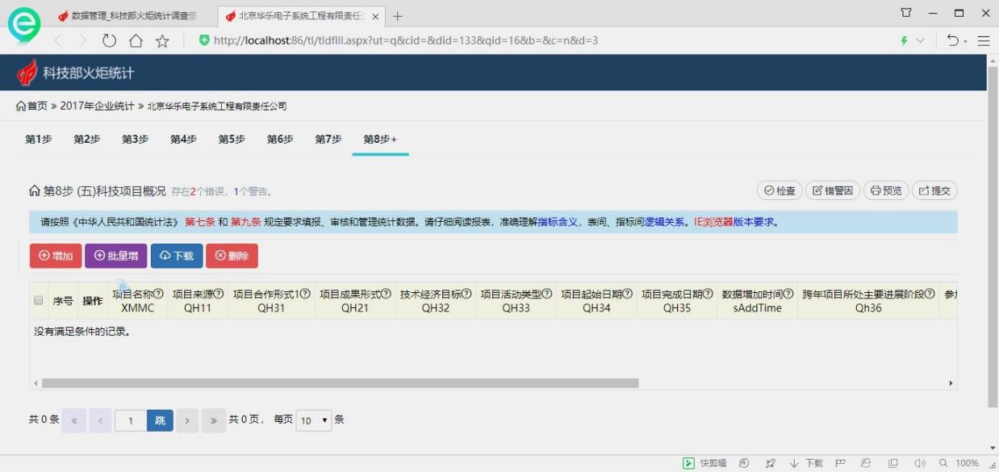 数据管理_科技部火炬统计调查信
北京华乐电子系统工程有限责任
http://localhost:86/tl/tldfill.aspx?ut=q&cid=&did=133&qid=16&b=&c=n&d=3
科技部火炬统计
首页 » 2017年企业统计 » 北京华乐电子系统工程有限责任公司
第1步 第2步 第3步 第4步 第5步 第6步 第7步 第8步+
第8步 (五)科技项目概况 存在2个错误，1个警告。
检查 错警因 预览 提交
请按照《中华人民共和国统计法》 第七条 和 第九条 规定要求填报、审核和管理统计数据。请仔细阅读报表，准确理解指标含义，表间、指标间逻辑关系。IE浏览器版本要求。
增加 批量增 下载 删除
序号 操作 项目名称 项目来源 项目合作形式1 项目成果形式 技术经济目标 项目活动类型 项目起始日期 项目完成日期 数据增加时间 跨年项目所处主要进展阶段 参
XMMC QH11 QH31 QH21 QH32 QH33 QH34 QH35 sAddTime Qh36
没有满足条件的记录。
共 0 条 « ‹ 1 跳 › » 共 0 页， 每页 10 条
快剪辑 下载 100%